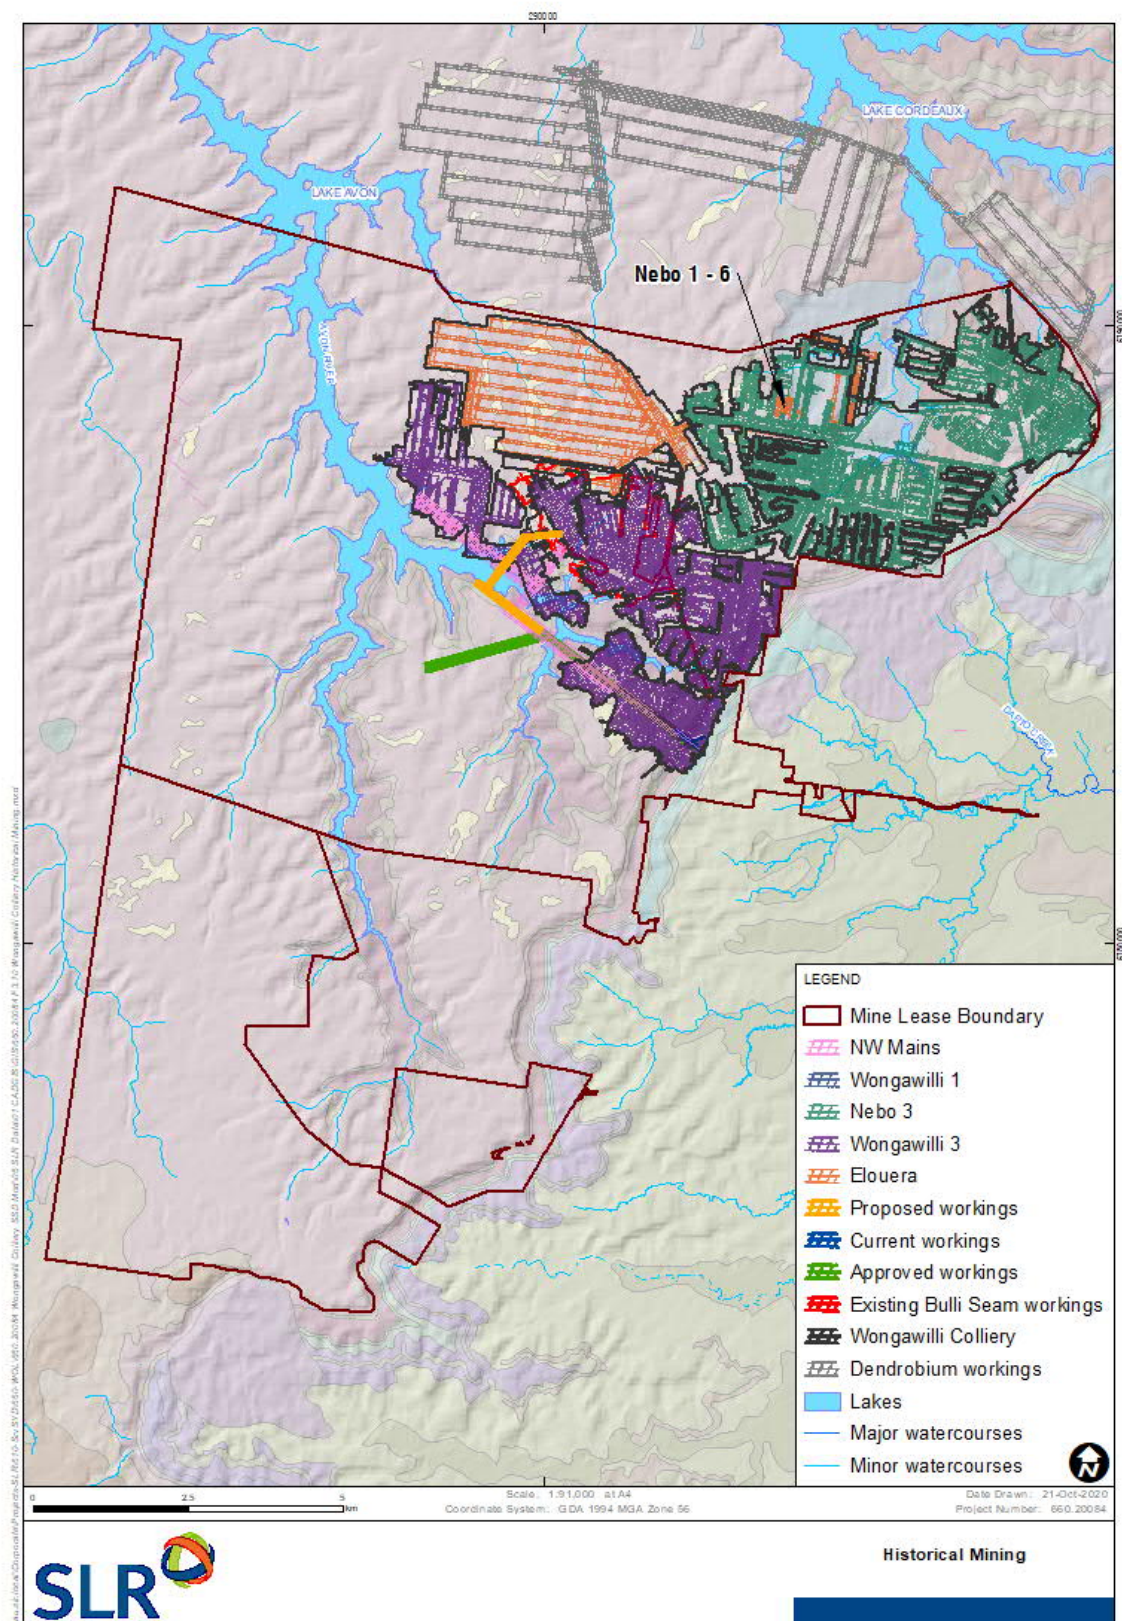 290000
LAKE CORDEAUX
LAKE AVON
Nebo 1 - 6
AVON RIVER
DAPTO CREEK
LEGEND
Mine Lease Boundary
NW Mains
Wongawilli 1
Nebo 3
Wongawilli 3
Elouera
Proposed workings
Current workings
Approved workings
Existing Bulli Seam workings
Wongawilli Colliery
Dendrobium workings
Lakes
Major watercourses
Minor watercourses
N
0 2.5 5
km
Scale: 1:91,000 at A4
Coordinate System: GDA 1994 MGA Zone 56
Date Drawn: 21-Oct-2020
Project Number: 660.20084
Historical Mining
SLR